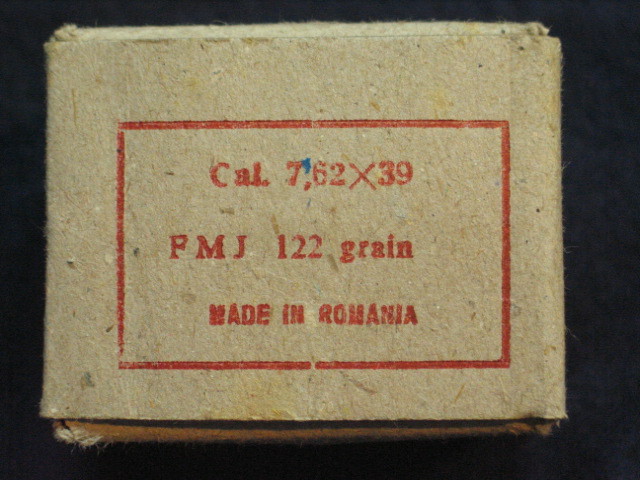 Cal. 7,62×39
FMJ 122 grain
MADE IN ROMANIA